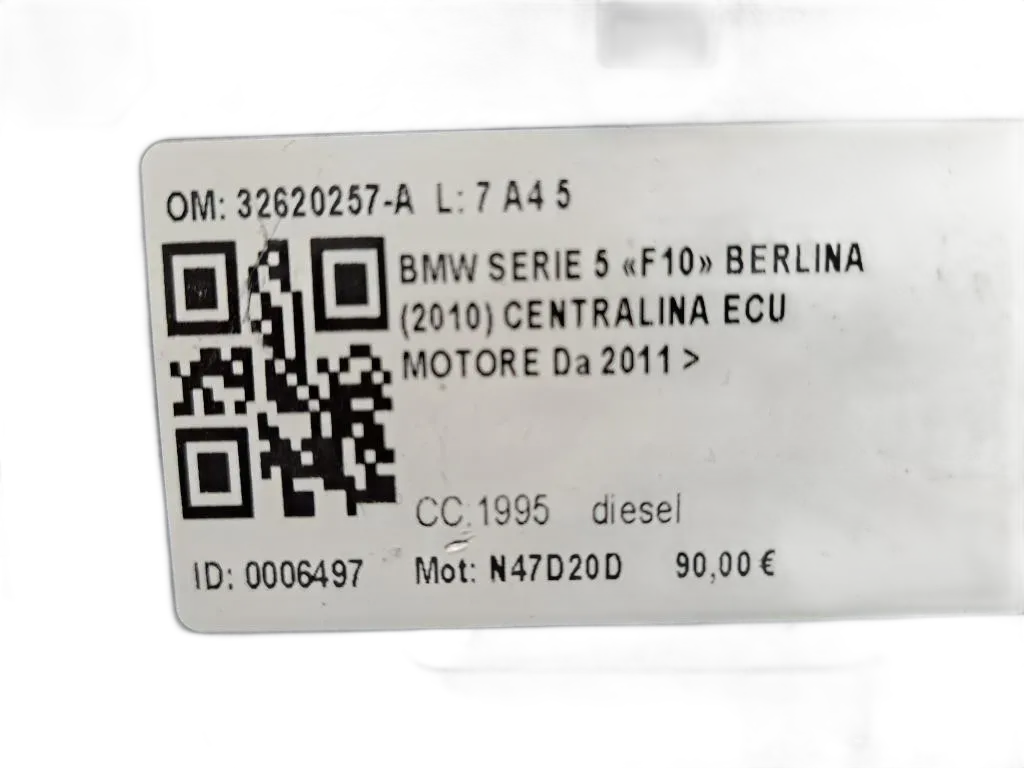 OM: 32620257-A L: 7 A4 5
BMW SERIE 5 «F10» BERLINA
(2010) CENTRALINA ECU
MOTORE Da 2011 >
CC.1995 diesel
ID: 0006497 Mot: N47D20D 90,00 €